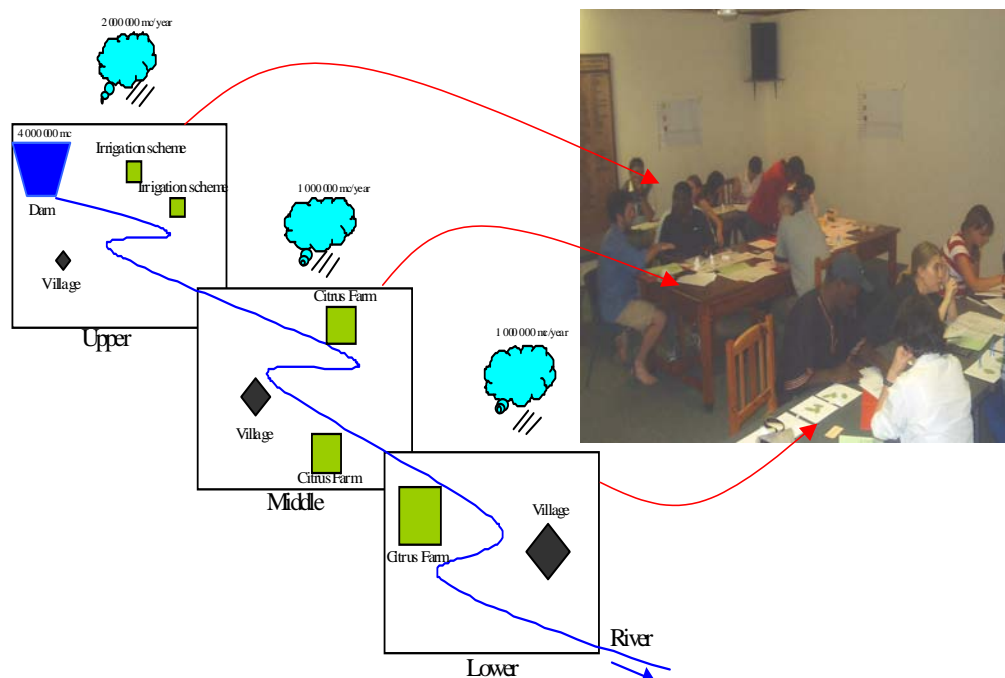 2 000 000 mc/year
4 000 000 mc
Irrigation scheme
Irrigation scheme
Dam
Village
Upper
1 000 000 mc/year
Citrus Farm
Village
Citrus Farm
Middle
1 000 000 mc/year
Village
Citrus Farm
Lower
River